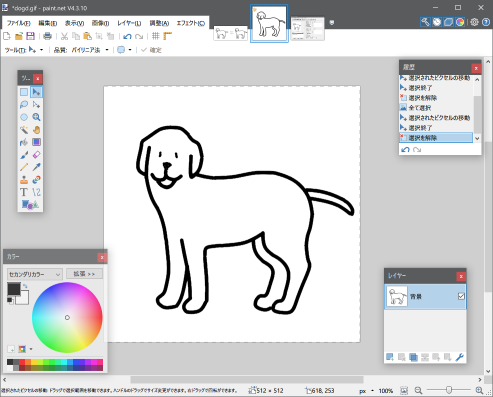 *dogd.gif - paint.net V4.3.10
ファイル(F) 編集(E) 表示(V) 画像(I) レイヤー(L) 調整(A) エフェクト(C)
ツール(T): 品質: バイリニア法 確定
ツ...
履歴
選択されたピクセルの移動
選択終了
選択を解除
全て選択
選択されたピクセルの移動
選択終了
選択を解除
カラー
セカンダリカラー 拡張 >>
レイヤー
背景
選択されたピクセルの移動: ドラッグで選択範囲を移動できます。ハンドルのドラッグでサイズ変更ができます。右ドラッグで回転ができます。 512 × 512 618, 253 px 100%